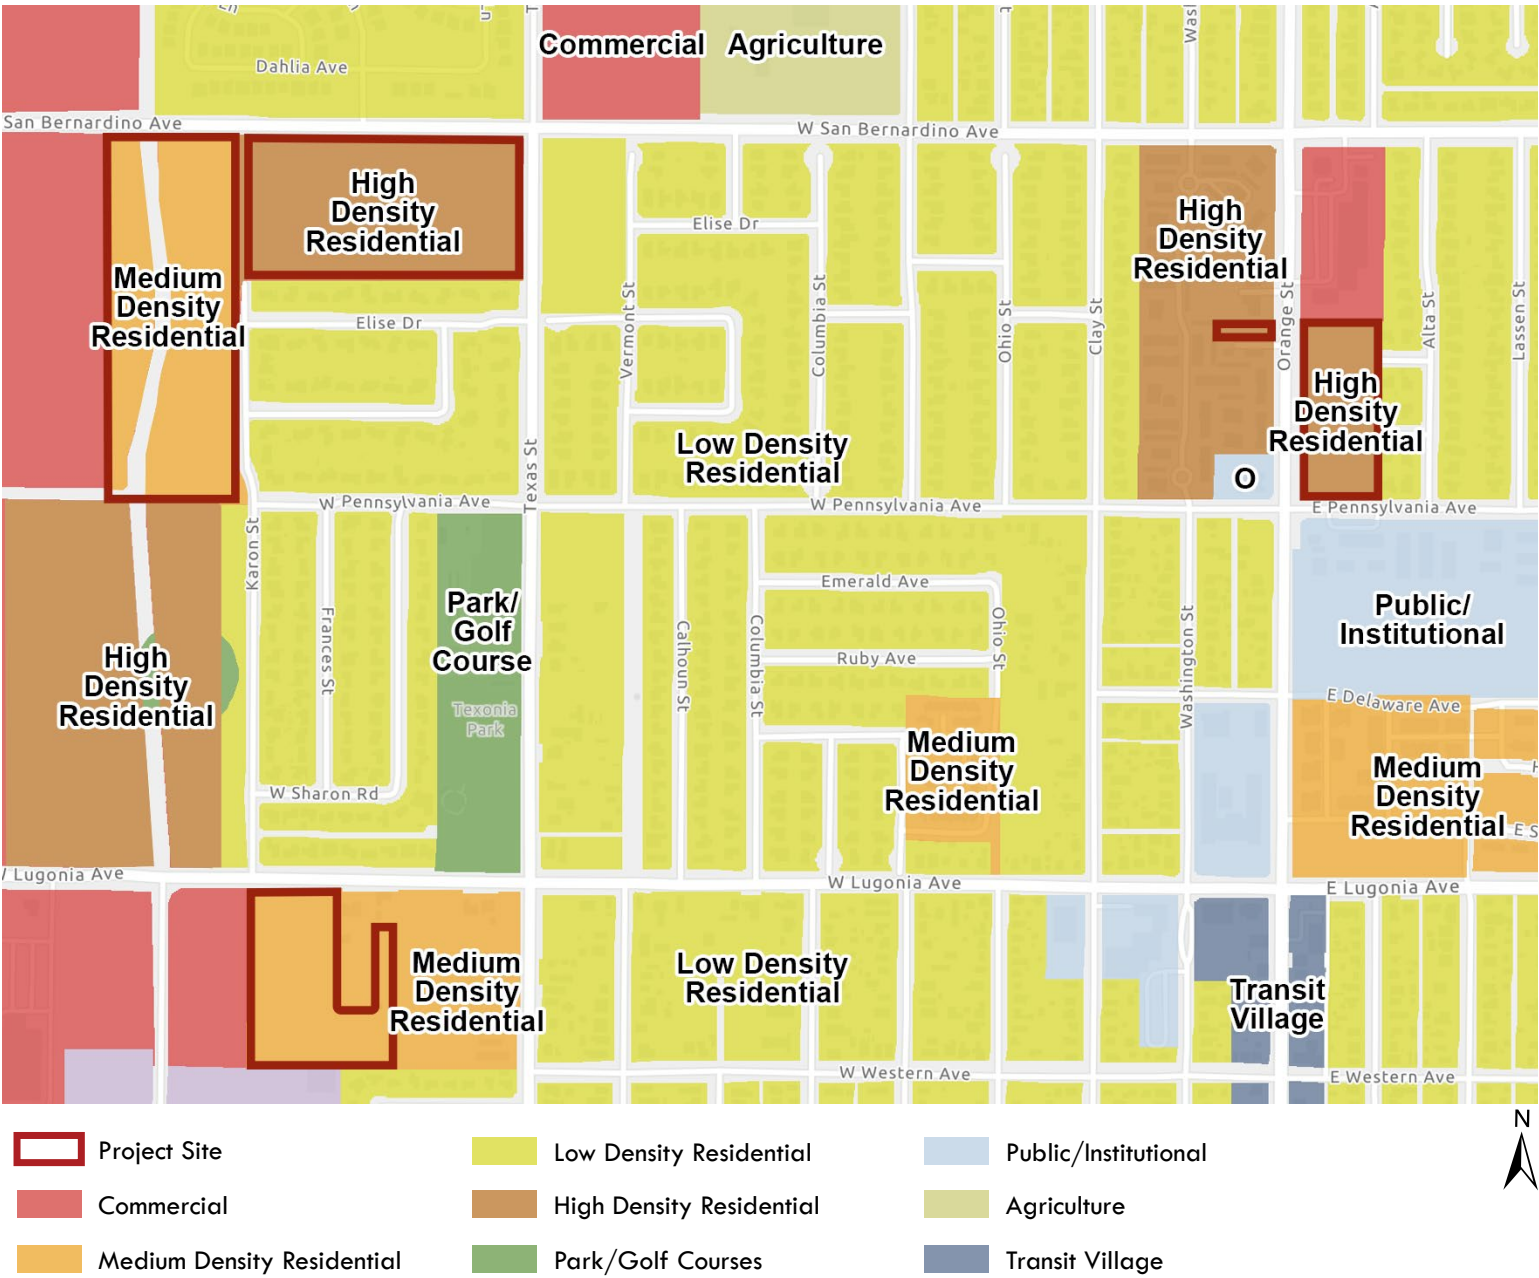 Commercial
Agriculture
Dahlia Ave
San Bernardino Ave
W San Bernardino Ave
High
Density
Residential
Medium
Density
Residential
Elise Dr
Elise Dr
Vermont St
Columbia St
Ohio St
Clay St
High
Density
Residential
Orange St
Alta St
Lassen St
High
Density
Residential
O
Low Density
Residential
Texas St
W Pennsylvania Ave
W Pennsylvania Ave
E Pennsylvania Ave
Karon St
Frances St
Park/
Golf
Course
Texonia
Park
High
Density
Residential
W Sharon Rd
Calhoun St
Columbia St
Emerald Ave
Ruby Ave
Ohio St
Medium
Density
Residential
Washington St
Public/
Institutional
E Delaware Ave
Medium
Density
Residential
E S
Lugonia Ave
W Lugonia Ave
E Lugonia Ave
Medium
Density
Residential
Low Density
Residential
Transit
Village
W Western Ave
E Western Ave
N
Project Site
Low Density Residential
Public/Institutional
Commercial
High Density Residential
Agriculture
Medium Density Residential
Park/Golf Courses
Transit Village